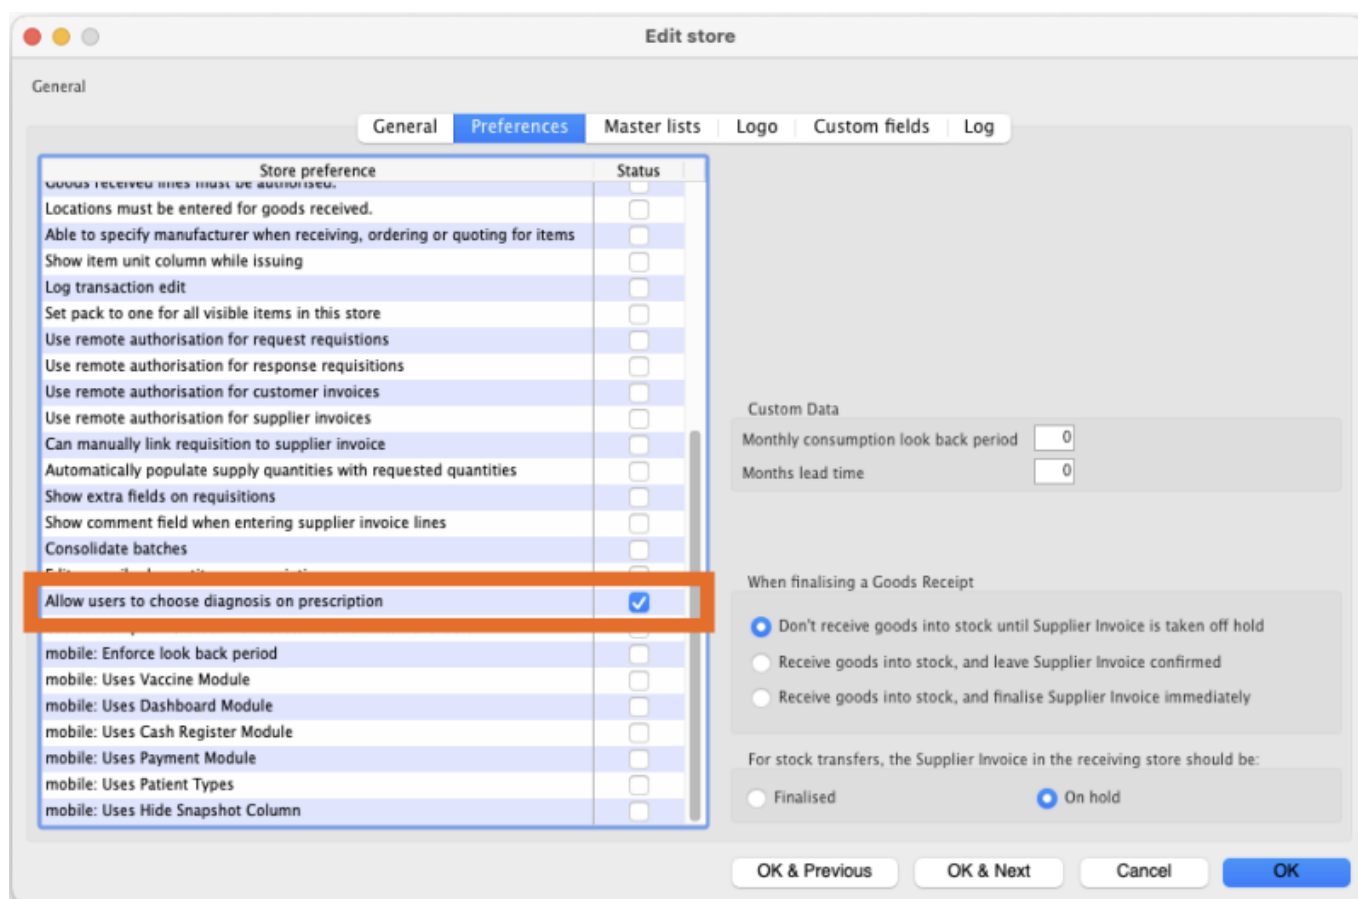 Edit store
General
General Preferences Master lists Logo Custom fields Log
Store preference Status
Goods received lines must be authorised.
Locations must be entered for goods received.
Able to specify manufacturer when receiving, ordering or quoting for items
Show item unit column while issuing
Log transaction edit
Set pack to one for all visible items in this store
Use remote authorisation for request requistions
Use remote authorisation for response requisitions
Use remote authorisation for customer invoices
Use remote authorisation for supplier invoices
Can manually link requisition to supplier invoice
Automatically populate supply quantities with requested quantities
Show extra fields on requisitions
Show comment field when entering supplier invoice lines
Consolidate batches
Allow users to choose diagnosis on prescription
mobile: Enforce look back period
mobile: Uses Vaccine Module
mobile: Uses Dashboard Module
mobile: Uses Cash Register Module
mobile: Uses Payment Module
mobile: Uses Patient Types
mobile: Uses Hide Snapshot Column
Custom Data
Monthly consumption look back period 0
Months lead time 0
When finalising a Goods Receipt
Don't receive goods into stock until Supplier Invoice is taken off hold
Receive goods into stock, and leave Supplier Invoice confirmed
Receive goods into stock, and finalise Supplier Invoice immediately
For stock transfers, the Supplier Invoice in the receiving store should be:
Finalised On hold
OK & Previous OK & Next Cancel OK